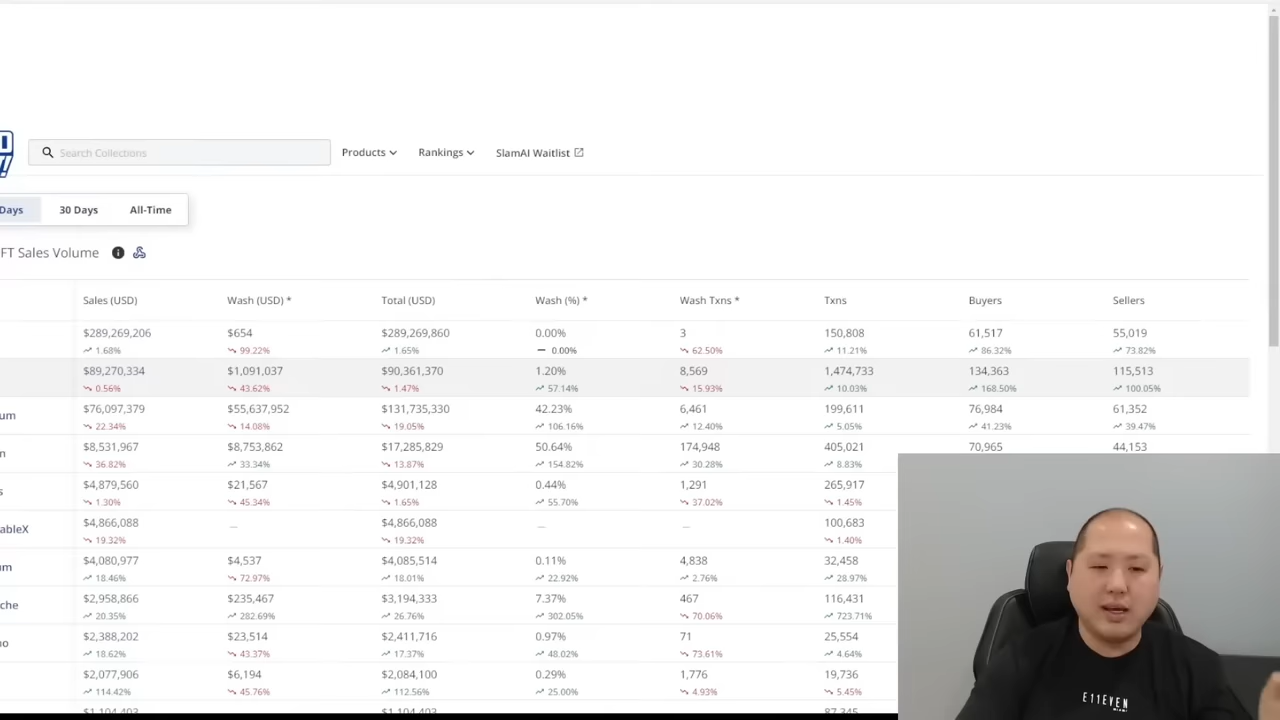 Search Collections Products Rankings SlamAI Waitlist
Days 30 Days All-Time
FT Sales Volume
Sales (USD) Wash (USD) * Total (USD) Wash (%) * Wash Txns * Txns Buyers Sellers
$289,269,206 $654 $289,269,860 0.00% 3 150,808 61,517 55,019
1.68% 99.22% 1.65% 0.00% 62.50% 11.21% 86.32% 73.82%
$89,270,334 $1,091,037 $90,361,370 1.20% 8,569 1,474,733 134,363 115,513
0.56% 43.62% 1.47% 57.14% 15.93% 10.03% 168.50% 100.05%
um $76,097,379 $55,637,952 $131,735,330 42.23% 6,461 199,611 76,984 61,352
22.34% 14.08% 19.05% 106.16% 12.40% 5.05% 41.23% 39.47%
n $8,531,967 $8,753,862 $17,285,829 50.64% 174,948 405,021 70,965 44,153
36.82% 33.34% 13.87% 154.82% 30.28% 8.83%
s $4,879,560 $21,567 $4,901,128 0.44% 1,291 265,917
1.30% 45.34% 1.65% 55.70% 37.02% 1.45%
ableX $4,866,088 — $4,866,088 — — 100,683
19.32% 19.32% 1.40%
um $4,080,977 $4,537 $4,085,514 0.11% 4,838 32,458
18.46% 72.97% 18.01% 22.92% 2.76% 28.97%
che $2,958,866 $235,467 $3,194,333 7.37% 467 116,431
20.35% 282.69% 26.76% 302.05% 70.06% 723.71%
uo $2,388,202 $23,514 $2,411,716 0.97% 71 25,554
18.62% 43.37% 17.37% 48.02% 73.61% 4.64%
$2,077,906 $6,194 $2,084,100 0.29% 1,776 19,736
114.42% 45.76% 112.56% 25.00% 4.93% 5.45%
$1,104,403 $1,104,403 87,345
E11EVEN
MIAMI